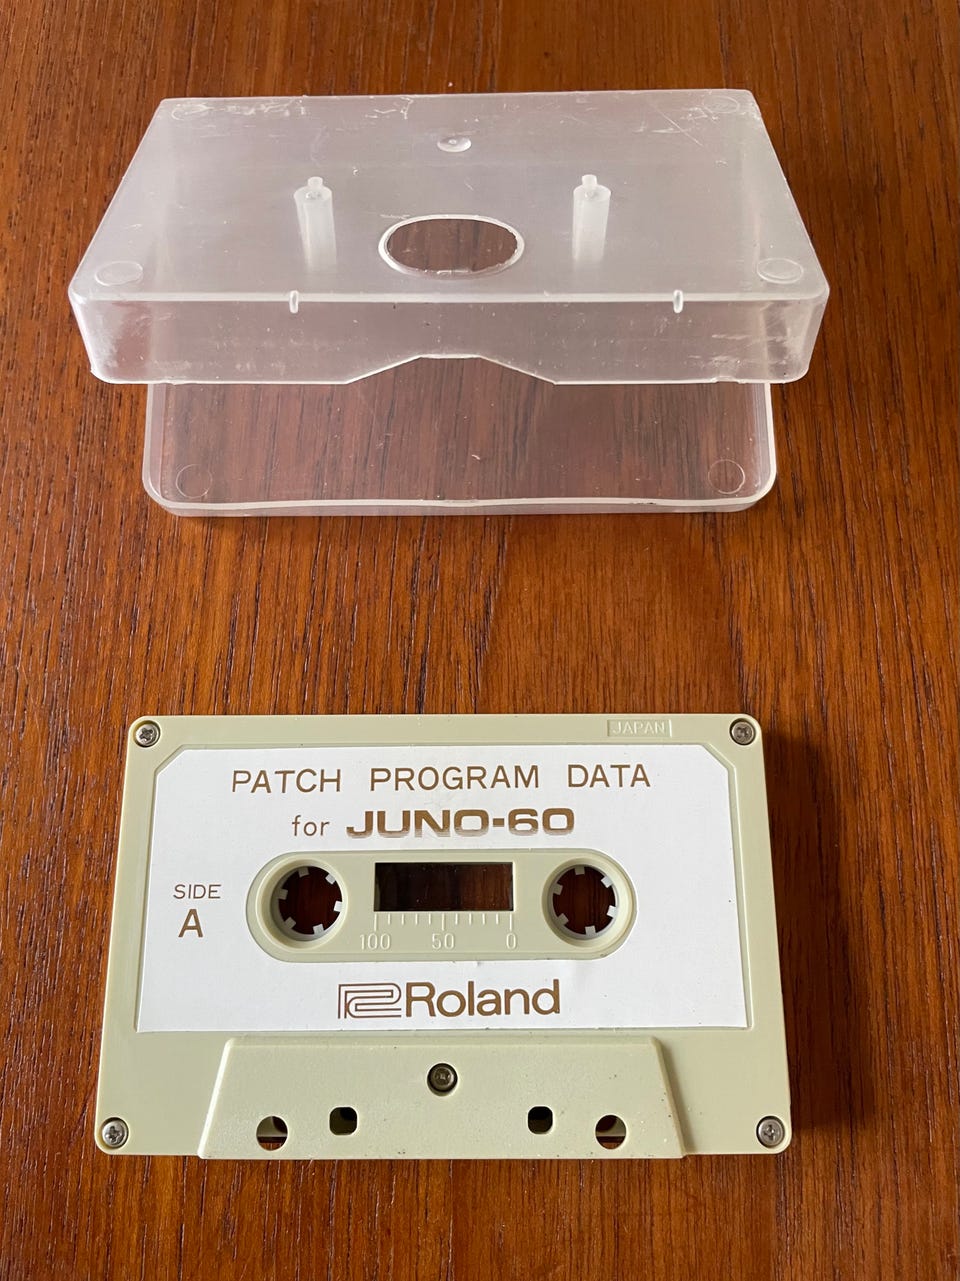 JAPAN
PATCH PROGRAM DATA
for JUNO-60
SIDE
A
100 50 0
Roland